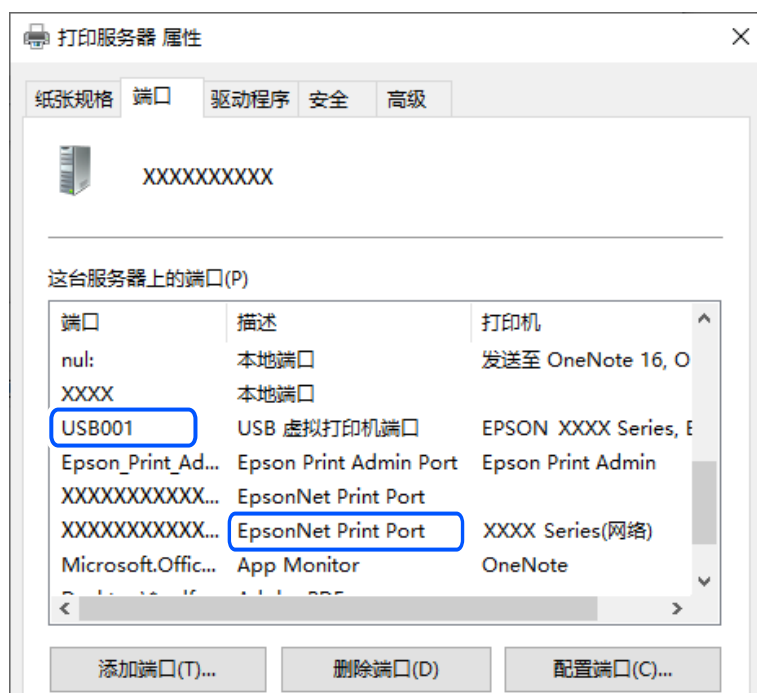 打印服务器 属性
纸张规格 端口 驱动程序 安全 高级
XXXXXXXXXX
这台服务器上的端口(P)
端口 描述 打印机
nul: 本地端口 发送至 OneNote 16, O
XXXX 本地端口
USB001 USB 虚拟打印机端口 EPSON XXXX Series, E
Epson_Print_Ad... Epson Print Admin Port Epson Print Admin
XXXXXXXXXXX... EpsonNet Print Port
XXXXXXXXXXX... EpsonNet Print Port XXXX Series(网络)
Microsoft.Offic... App Monitor OneNote
添加端口(T)... 删除端口(D) 配置端口(C)...